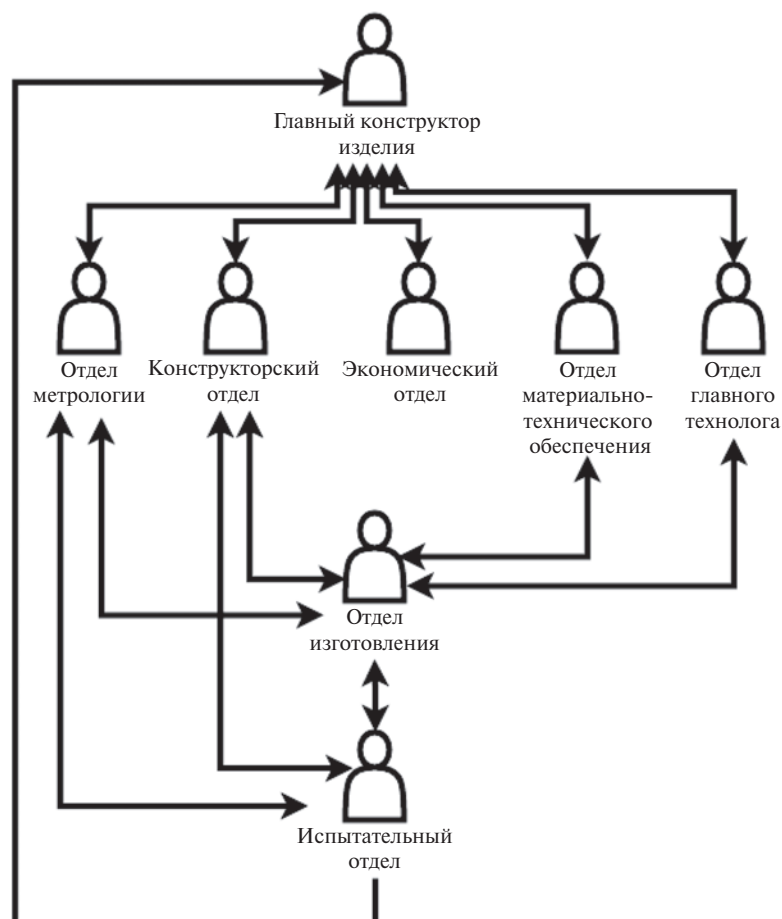 Главный конструктор
изделия
Отдел
метрологии
Конструкторский
отдел
Экономический
отдел
Отдел
материально-
технического
обеспечения
Отдел
главного
технолога
Отдел
изготовления
Испытательный
отдел